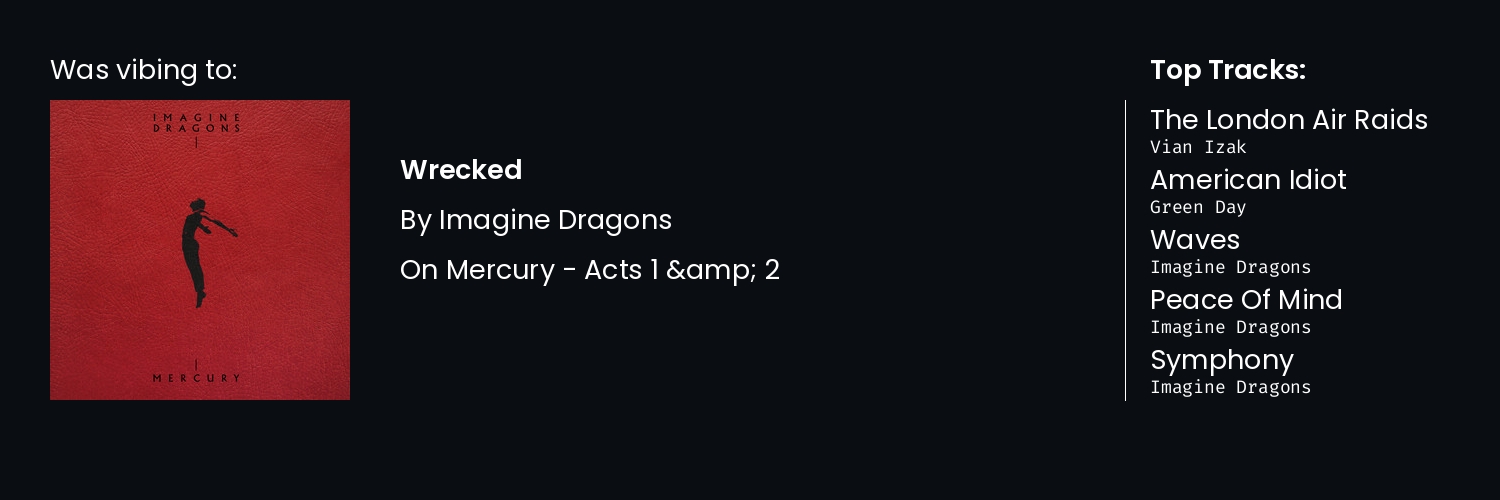 Was vibing to:
IMAGINE
DRAGONS
MERCURY
Wrecked
By Imagine Dragons
On Mercury - Acts 1 &amp;amp; 2
Top Tracks:
The London Air Raids
Vian Izak
American Idiot
Green Day
Waves
Imagine Dragons
Peace Of Mind
Imagine Dragons
Symphony
Imagine Dragons